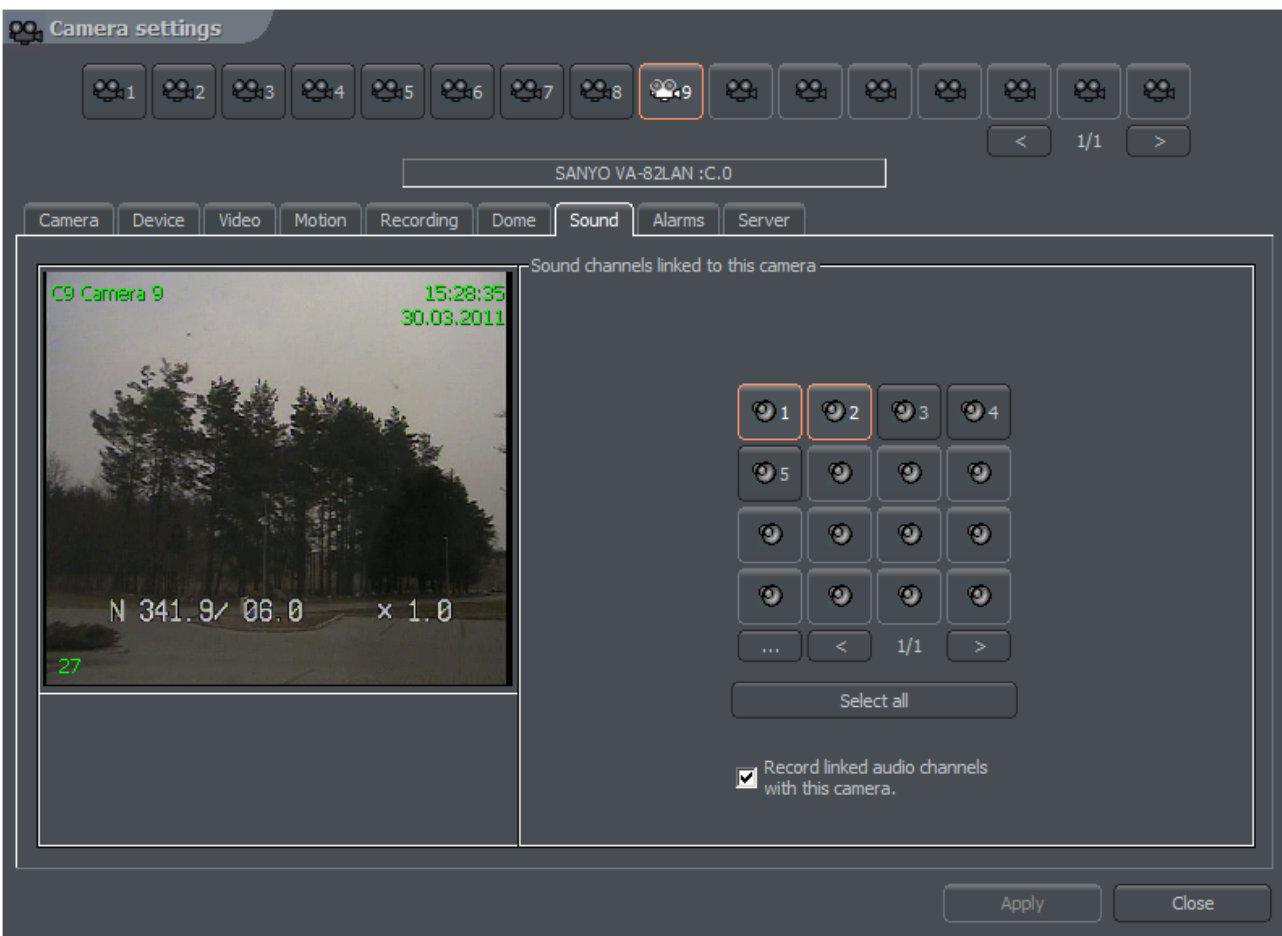 Camera settings
1 2 3 4 5 6 7 8 9
< 1/1 >
SANYO VA-82LAN :C.0
Camera Device Video Motion Recording Dome Sound Alarms Server
Sound channels linked to this camera
C9 Camera 9 15:28:35
30.03.2011
N 341.9/ 06.0 x 1.0
27
1 2 3 4
5
... < 1/1 >
Select all
Record linked audio channels
with this camera.
Apply Close